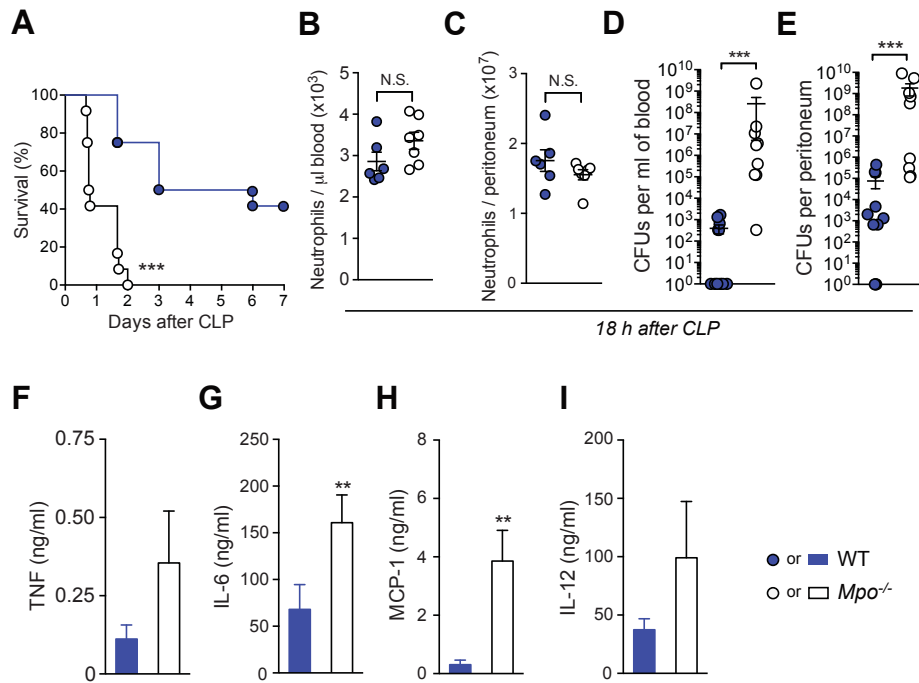 A
Survival (%)
100
80
60
40
20
0
0 1 2 3 4 5 6 7
***
Days after CLP
B
Neutrophils / µl blood (x10³)
5
4
3
2
1
0
N.S.
C
Neutrophils / peritoneum (x10⁷)
3
2
1
0
N.S.
D
CFUs per ml of blood
10¹⁰
10⁹
10⁸
10⁷
10⁶
10⁵
10⁴
10³
10²
10¹
10⁰
***
E
CFUs per peritoneum
10¹⁰
10⁹
10⁸
10⁷
10⁶
10⁵
10⁴
10³
10²
10¹
10⁰
***
18 h after CLP
F
TNF (ng/ml)
0.75
0.50
0.25
0
G
IL-6 (ng/ml)
250
200
150
100
50
0
**
H
MCP-1 (ng/ml)
8
6
4
2
0
**
I
IL-12 (ng/ml)
200
150
100
50
0
or WT
or Mpo⁻/⁻